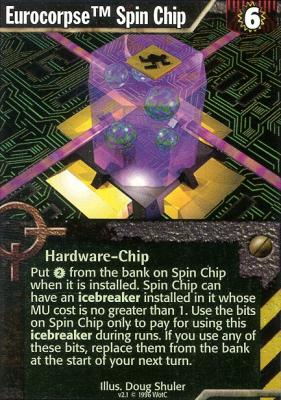 Eurocorpse™ Spin Chip
6
Hardware-Chip
Put 2 from the bank on Spin Chip
when it is installed. Spin Chip can
have an icebreaker installed in it whose
MU cost is no greater than 1. Use the bits
on Spin Chip only to pay for using this
icebreaker during runs. If you use any
of these bits, replace them from the bank
at the start of your next turn.
Illus. Doug Shuler
v2.1 © 1996 WotC